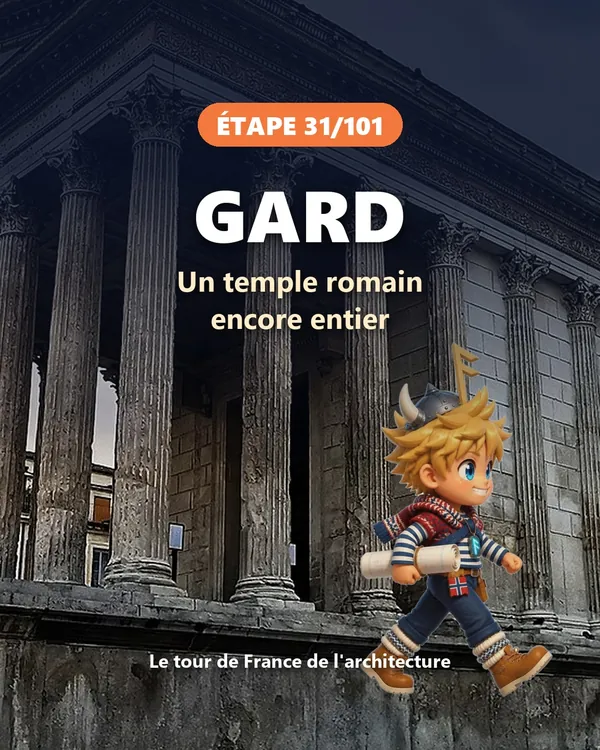 ÉTAPE 31/101
GARD
Un temple romain
encore entier
Le tour de France de l'architecture